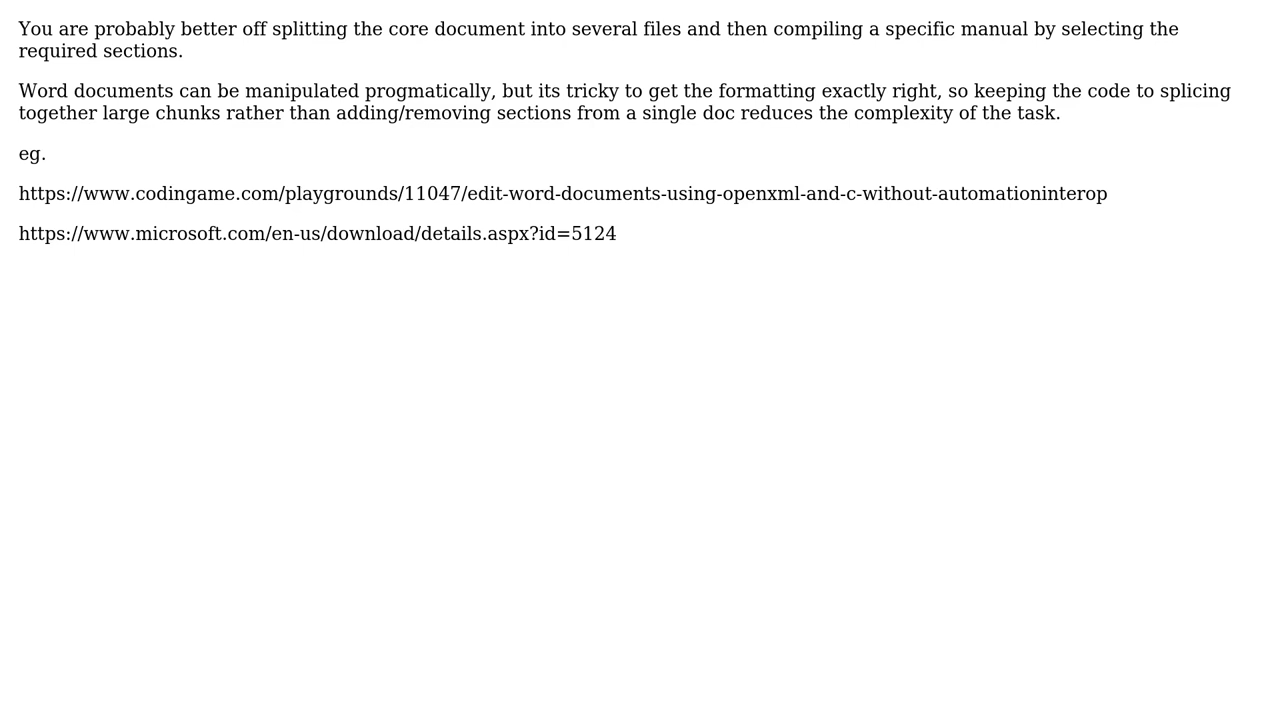 You are probably better off splitting the core document into several files and then compiling a specific manual by selecting the
required sections.
Word documents can be manipulated progmatically, but its tricky to get the formatting exactly right, so keeping the code to splicing
together large chunks rather than adding/removing sections from a single doc reduces the complexity of the task.
eg.
https://www.codingame.com/playgrounds/11047/edit-word-documents-using-openxml-and-c-without-automationinterop
https://www.microsoft.com/en-us/download/details.aspx?id=5124